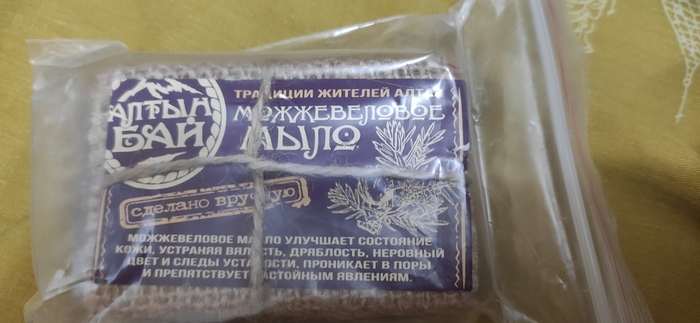 АЛТЫН
БАЙ
ТРАДИЦИИ ЖИТЕЛЕЙ АЛТАЯ
МОЖЖЕВЕЛОВОЕ
МЫЛО
сделано вручную
МОЖЖЕВЕЛОВОЕ МАСЛО УЛУЧШАЕТ СОСТОЯНИЕ
КОЖИ, УСТРАНЯЯ ВЯЛОСТЬ, ДРЯБЛОСТЬ, НЕРОВНЫЙ
ЦВЕТ И СЛЕДЫ УСТАЛОСТИ, ПРОНИКАЕТ В ПОРЫ
И ПРЕПЯТСТВУЕТ ЗАСТОЙНЫМ ЯВЛЕНИЯМ.